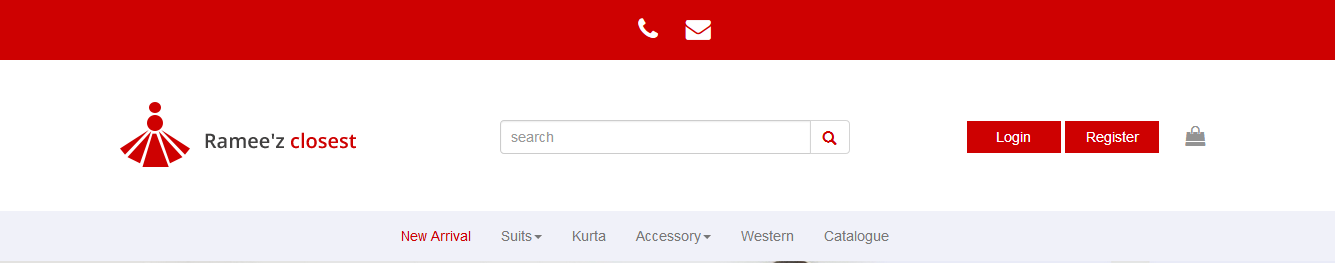 Ramee'z closest
search
Login
Register
New Arrival
Suits
Kurta
Accessory
Western
Catalogue